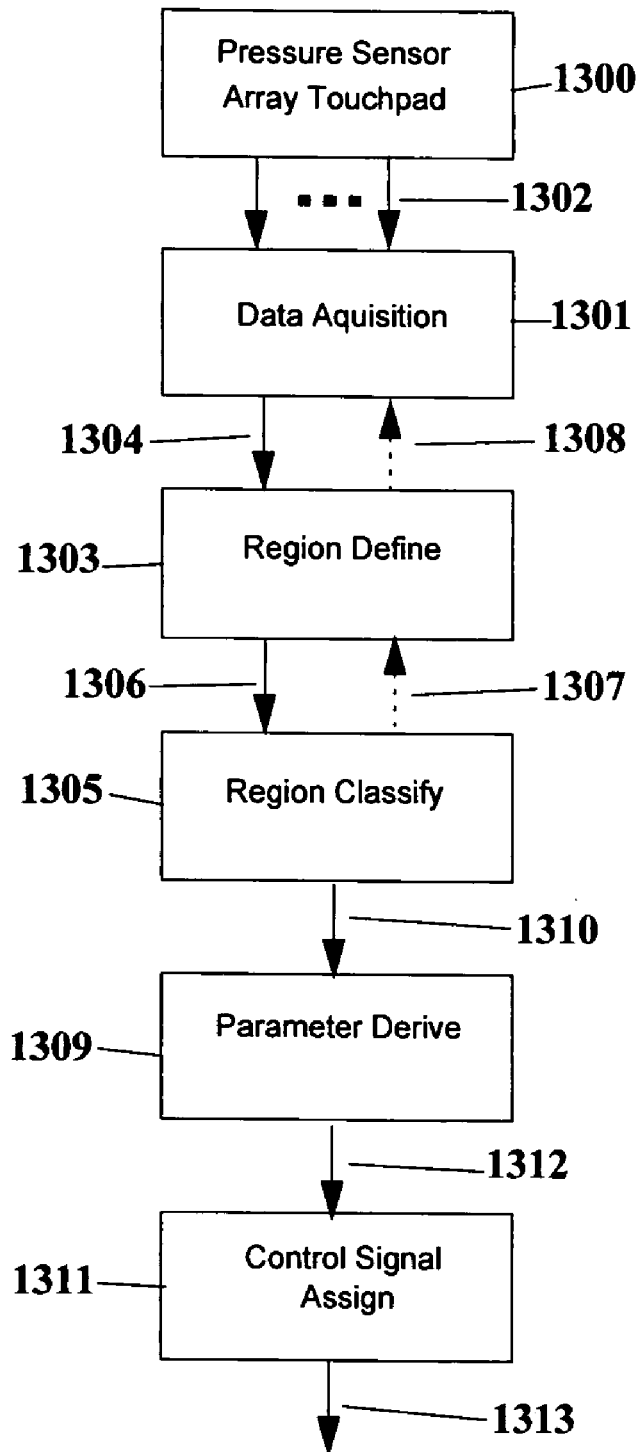 Pressure Sensor
Array Touchpad
1300
1302
Data Aquisition
1301
1304
1308
Region Define
1303
1306
1307
Region Classify
1305
1310
Parameter Derive
1309
1312
Control Signal
Assign
1311
1313